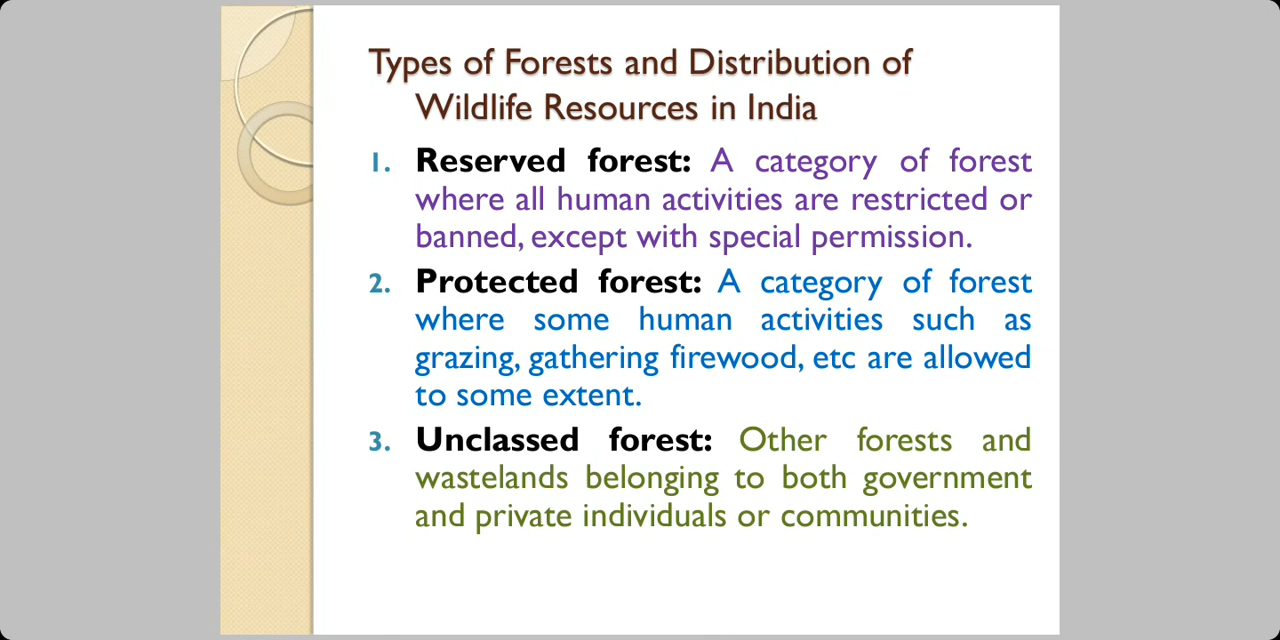 Types of Forests and Distribution of
Wildlife Resources in India
1. Reserved forest: A category of forest
where all human activities are restricted or
banned, except with special permission.
2. Protected forest: A category of forest
where some human activities such as
grazing, gathering firewood, etc are allowed
to some extent.
3. Unclassed forest: Other forests and
wastelands belonging to both government
and private individuals or communities.